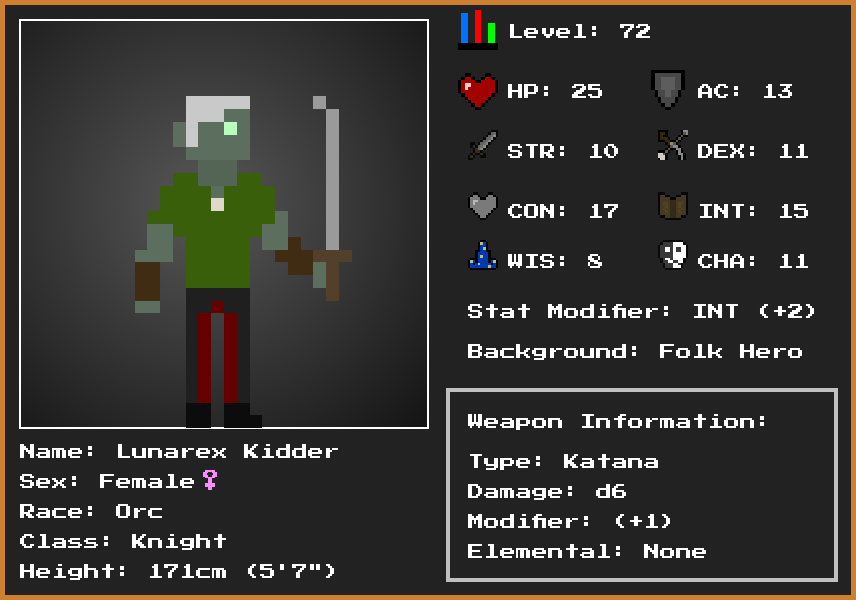 Level: 72
HP: 25
AC: 13
STR: 10
DEX: 11
CON: 17
INT: 15
WIS: 8
CHA: 11
Stat Modifier: INT (+2)
Background: Folk Hero
Weapon Information:
Type: Katana
Damage: d6
Modifier: (+1)
Elemental: None
Name: Lunarex Kidder
Sex: Female♀
Race: Orc
Class: Knight
Height: 171cm (5'7")